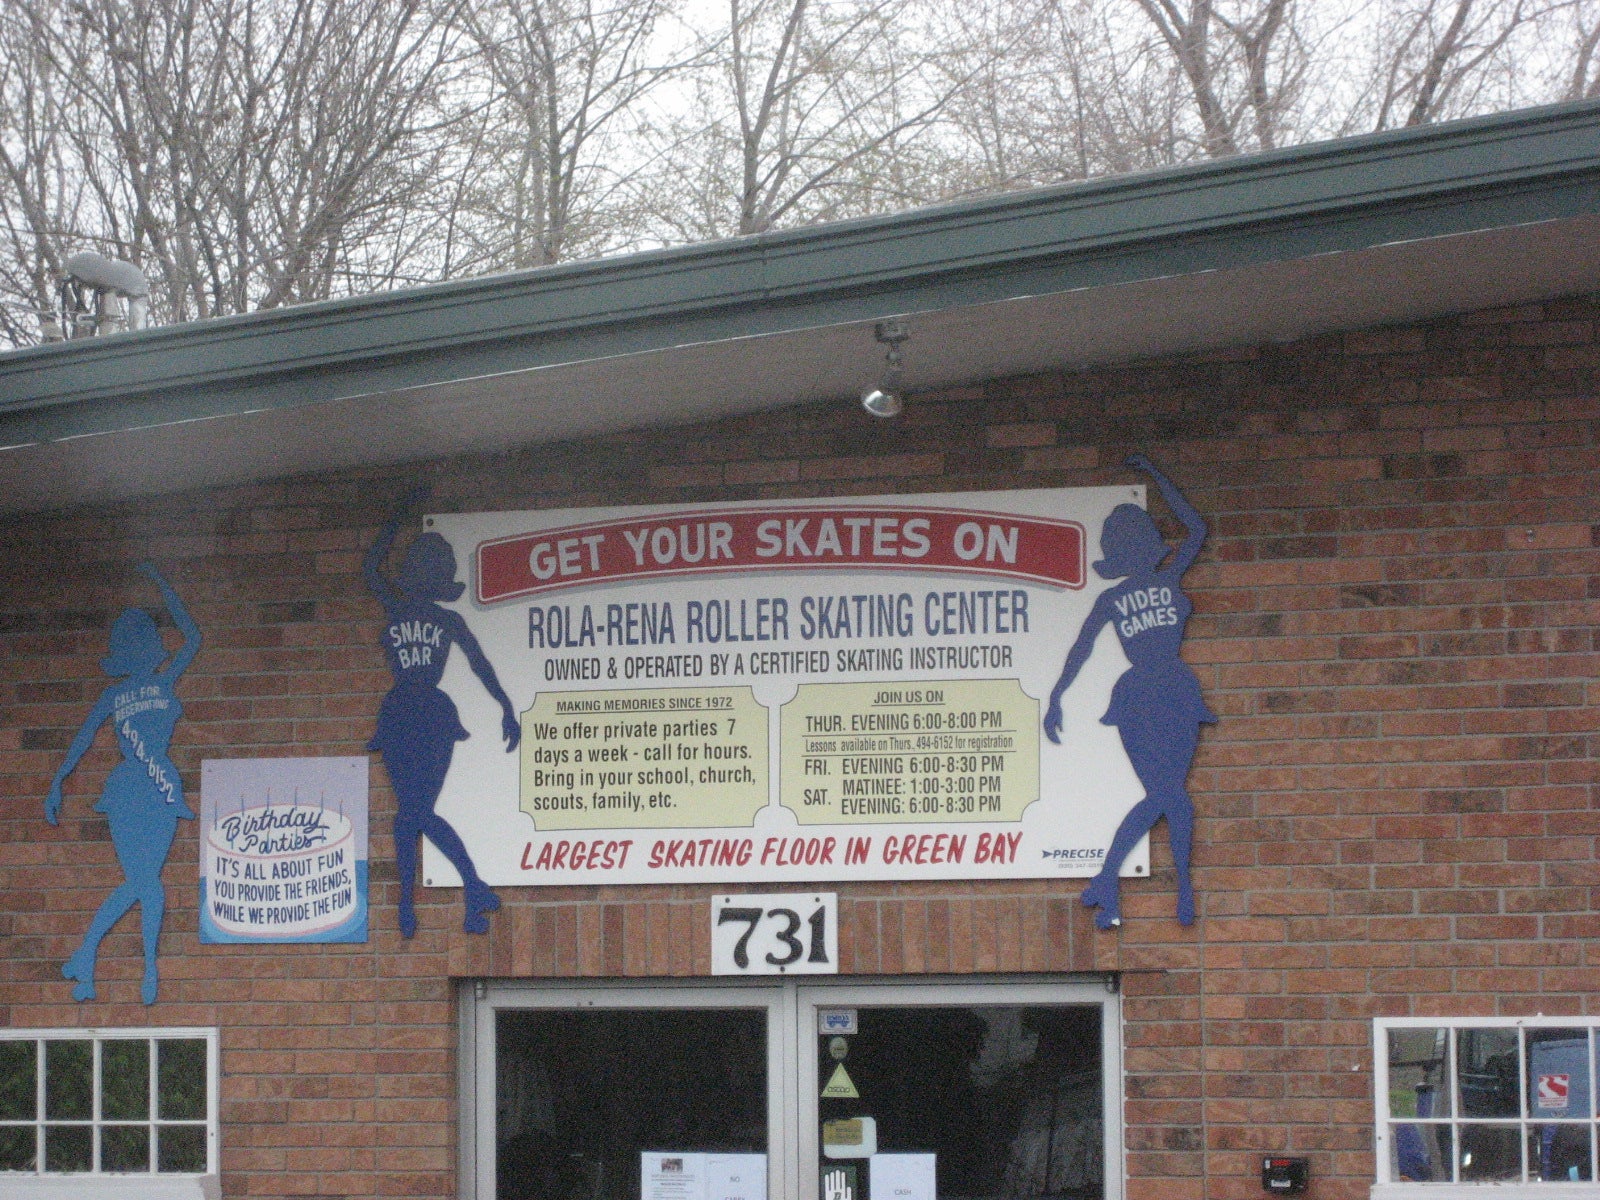 GET YOUR SKATES ON
ROLA-RENA ROLLER SKATING CENTER
OWNED & OPERATED BY A CERTIFIED SKATING INSTRUCTOR
MAKING MEMORIES SINCE 1972
We offer private parties 7
days a week - call for hours.
Bring in your school, church,
scouts, family, etc.
JOIN US ON
THUR. EVENING 6:00-8:00 PM
Lessons available on Thurs., 494-6152 for registration
FRI. EVENING 6:00-8:30 PM
SAT. MATINEE: 1:00-3:00 PM
EVENING: 6:00-8:30 PM
LARGEST SKATING FLOOR IN GREEN BAY
PRECISE
SNACK
BAR
VIDEO
GAMES
CALL FOR
RESERVATIONS
494-6152
Birthday
Parties
IT'S ALL ABOUT FUN
YOU PROVIDE THE FRIENDS,
WHILE WE PROVIDE THE FUN
731
ascap
NO
CASH